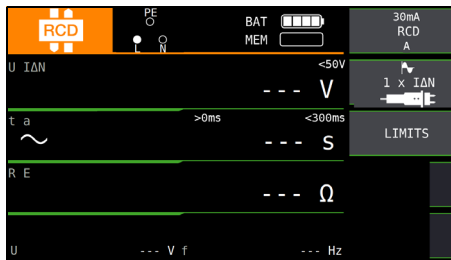 RCD
PE
L N
BAT
MEM
30mA
RCD
A
U IΔN
<50V
--- V
1 x IΔN
t a
>0ms
<300ms
--- s
LIMITS
R E
--- Ω
U
--- V f
--- Hz